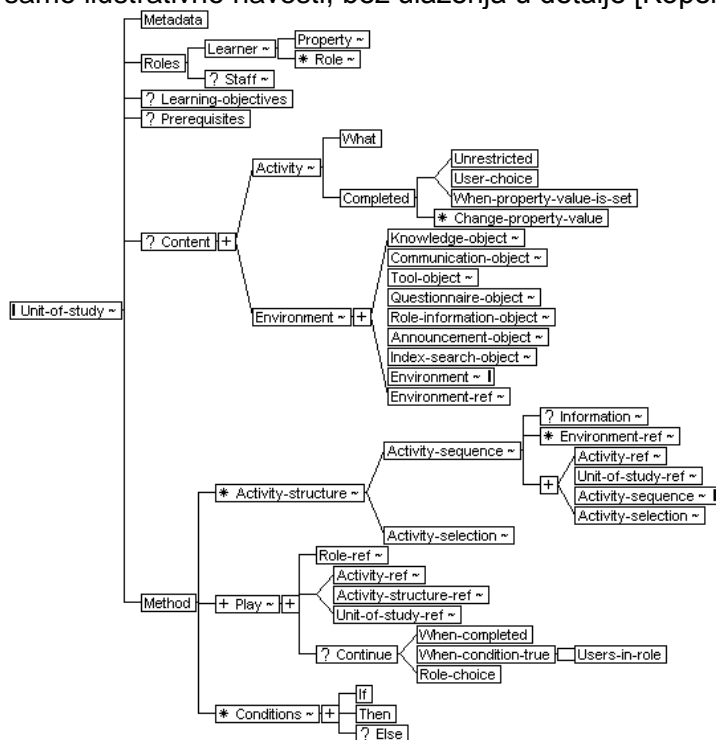 samo ilustrativno navesti, bez ulaženja u detalje [Koper
Metadata
Roles
Learner ~
Property ~
* Role ~
? Staff ~
? Learning-objectives
? Prerequisites
Activity ~
What
Completed
Unrestricted
User-choice
When-property-value-is-set
* Change-property-value
? Content +
Knowledge-object ~
Communication-object ~
Tool-object ~
Questionnaire-object ~
Unit-of-study ~
Environment ~ +
Role-information-object ~
Announcement-object ~
Index-search-object ~
Environment ~
Environment-ref ~
Activity-sequence ~
? Information ~
* Environment-ref ~
+
Activity-ref ~
Unit-of-study-ref ~
Activity-sequence ~
Activity-selection ~
* Activity-structure ~
Activity-selection ~
Method
+ Play ~ +
Role-ref ~
Activity-ref ~
Activity-structure-ref ~
Unit-of-study-ref ~
? Continue
When-completed
When-condition-true
Users-in-role
Role-choice
* Conditions ~ +
If
Then
? Else